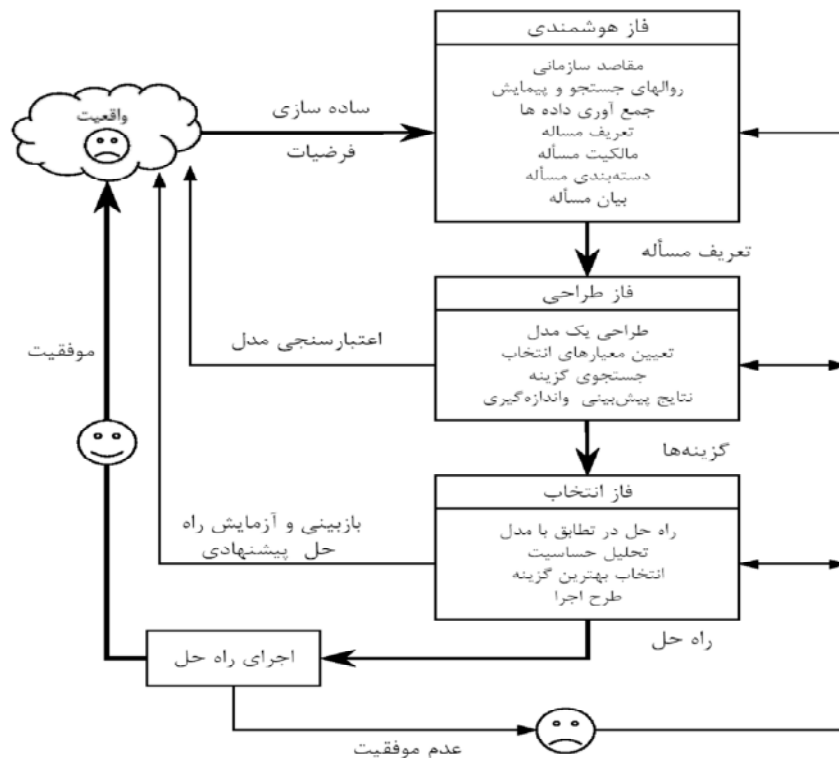 فاز هوشمندی
مقاصد سازمانی
روالهای جستجو و پیمایش
جمع آوری داده ها
تعریف مساله
مالکیت مسأله
دسته‌بندی مسأله
بیان مسأله
واقعیت
ساده سازی
فرضیات
تعریف مسأله
فاز طراحی
طراحی یک مدل
تعیین معیارهای انتخاب
جستجوی گزینه
نتایج پیش‌بینی واندازه‌گیری
اعتبارسنجی مدل
موفقیت
گزینه‌ها
فاز انتخاب
راه حل در تطابق با مدل
تحلیل حساسیت
انتخاب بهترین گزینه
طرح اجرا
بازبینی و آزمایش راه
حل پیشنهادی
راه حل
اجرای راه حل
عدم موفقیت